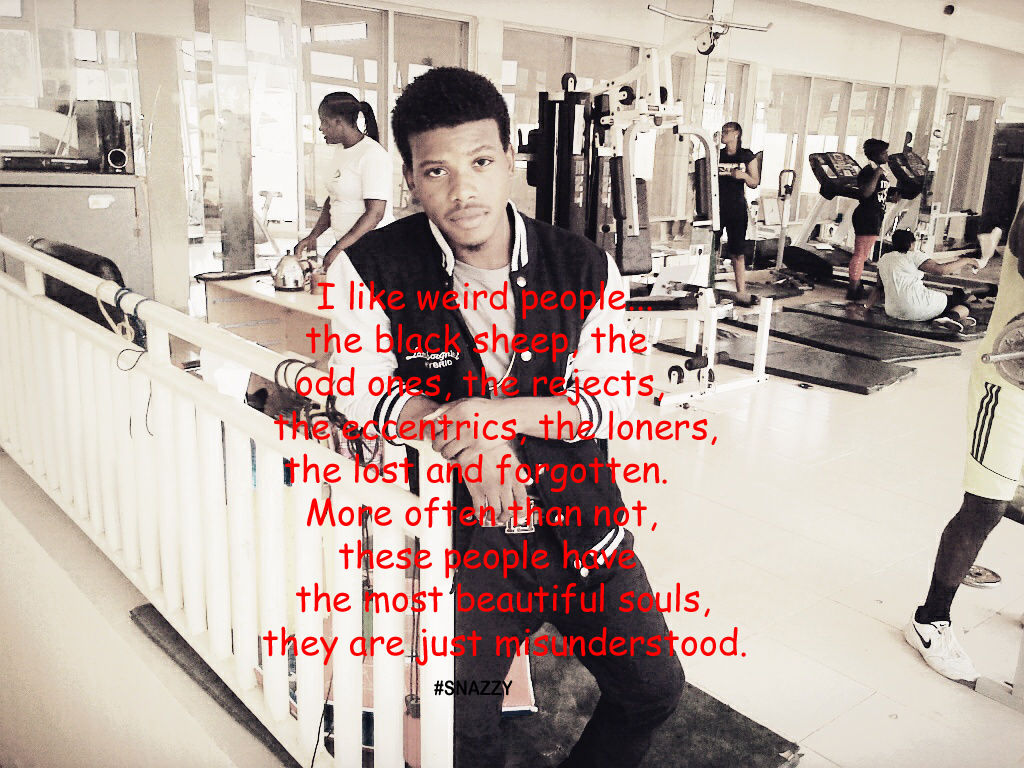 I like weird people...
the black sheep, the
odd ones, the rejects,
the eccentrics, the loners,
the lost and forgotten.
More often than not,
these people have
the most beautiful souls,
they are just misunderstood.
#SNAZZY